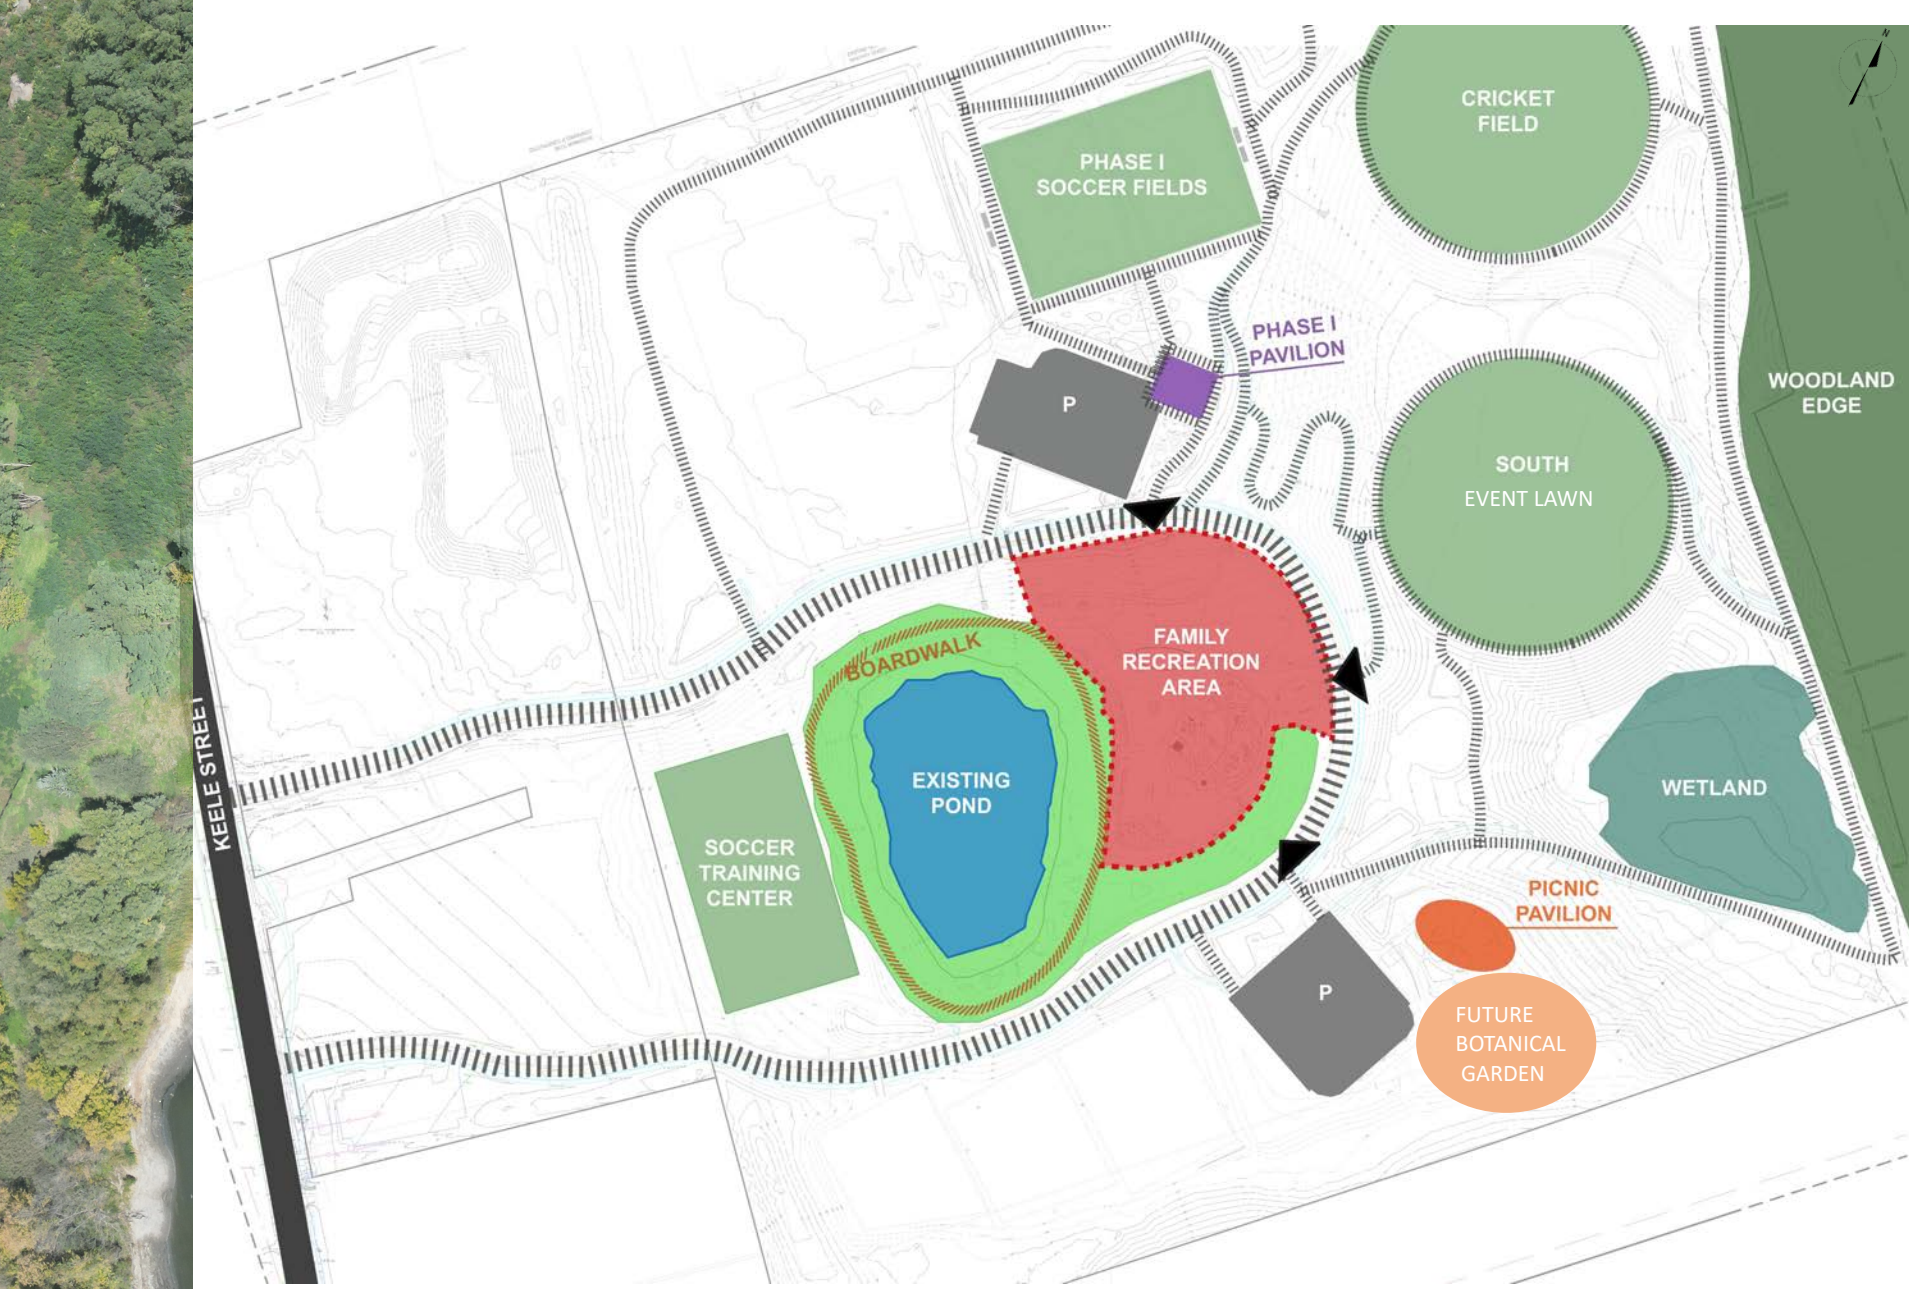 N
CRICKET
FIELD
PHASE I
SOCCER FIELDS
PHASE I
PAVILION
WOODLAND
EDGE
P
SOUTH
EVENT LAWN
FAMILY
RECREATION
AREA
BOARDWALK
EXISTING
POND
WETLAND
KEELE STREET
SOCCER
TRAINING
CENTER
PICNIC
PAVILION
P
FUTURE
BOTANICAL
GARDEN